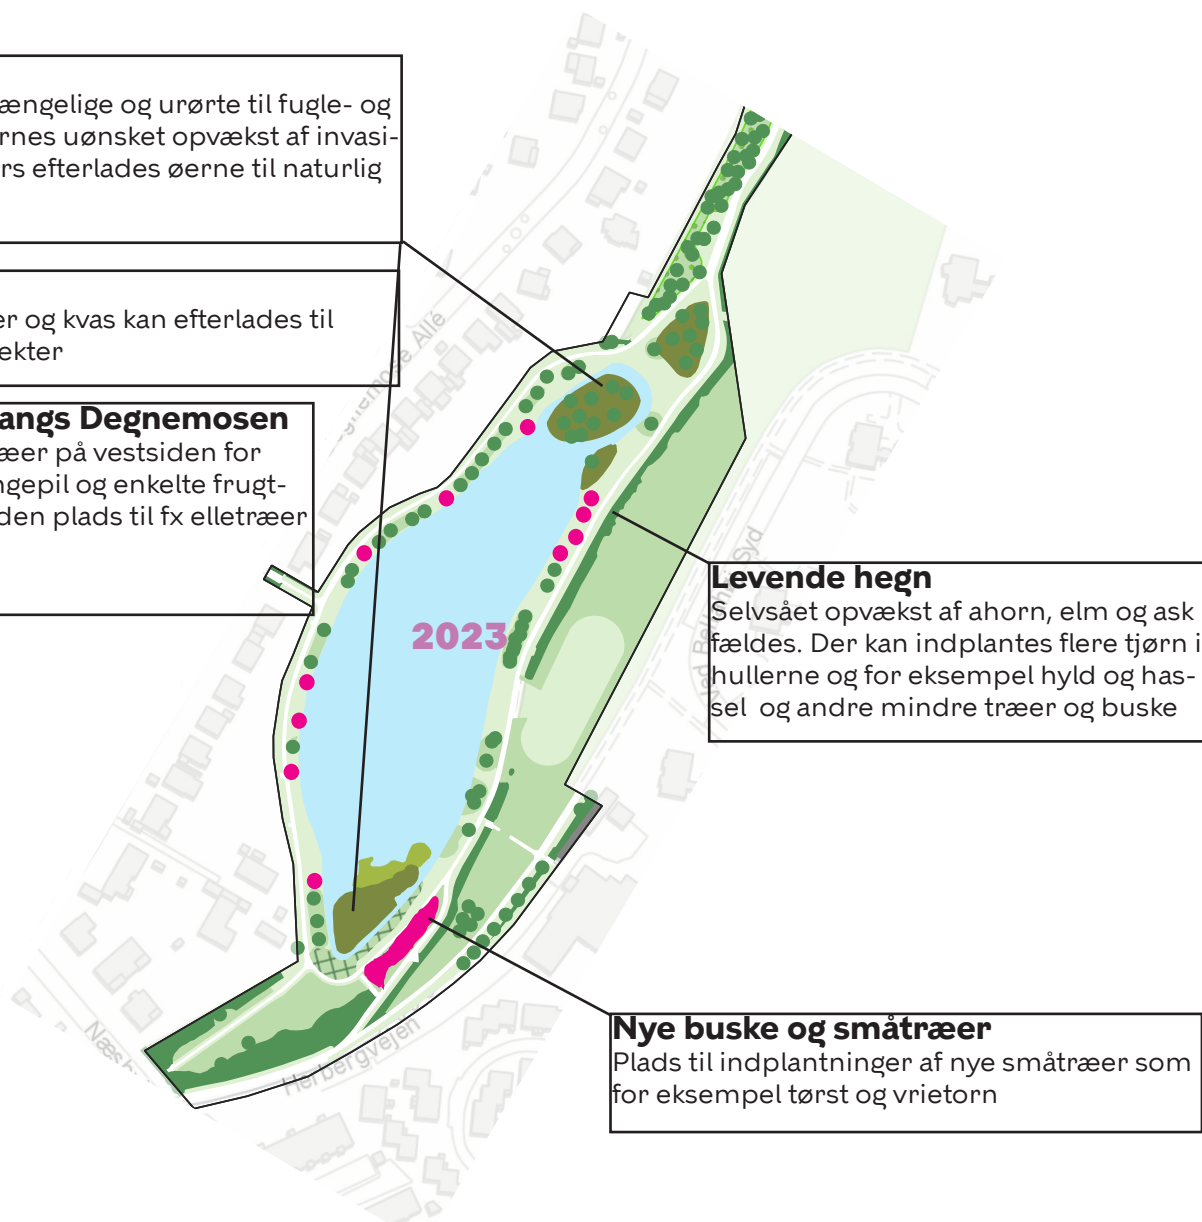 ængelige og urørte til fugle- og
rnes uønsket opvækst af invasi-
rs efterlades øerne til naturlig
er og kvas kan efterlades til
ekter
angs Degnemosen
æer på vestsiden for
ngepil og enkelte frugt-
den plads til fx elletræer
egnemose Allé
2023
Syd
Levende hegn
Selvsået opvækst af ahorn, elm og ask
fældes. Der kan indplantes flere tjørn i
hullerne og for eksempel hyld og has-
sel og andre mindre træer og buske
Nye buske og småtræer
Plads til indplantninger af nye småtræer som
for eksempel tørst og vrietorn
Herbergvejen